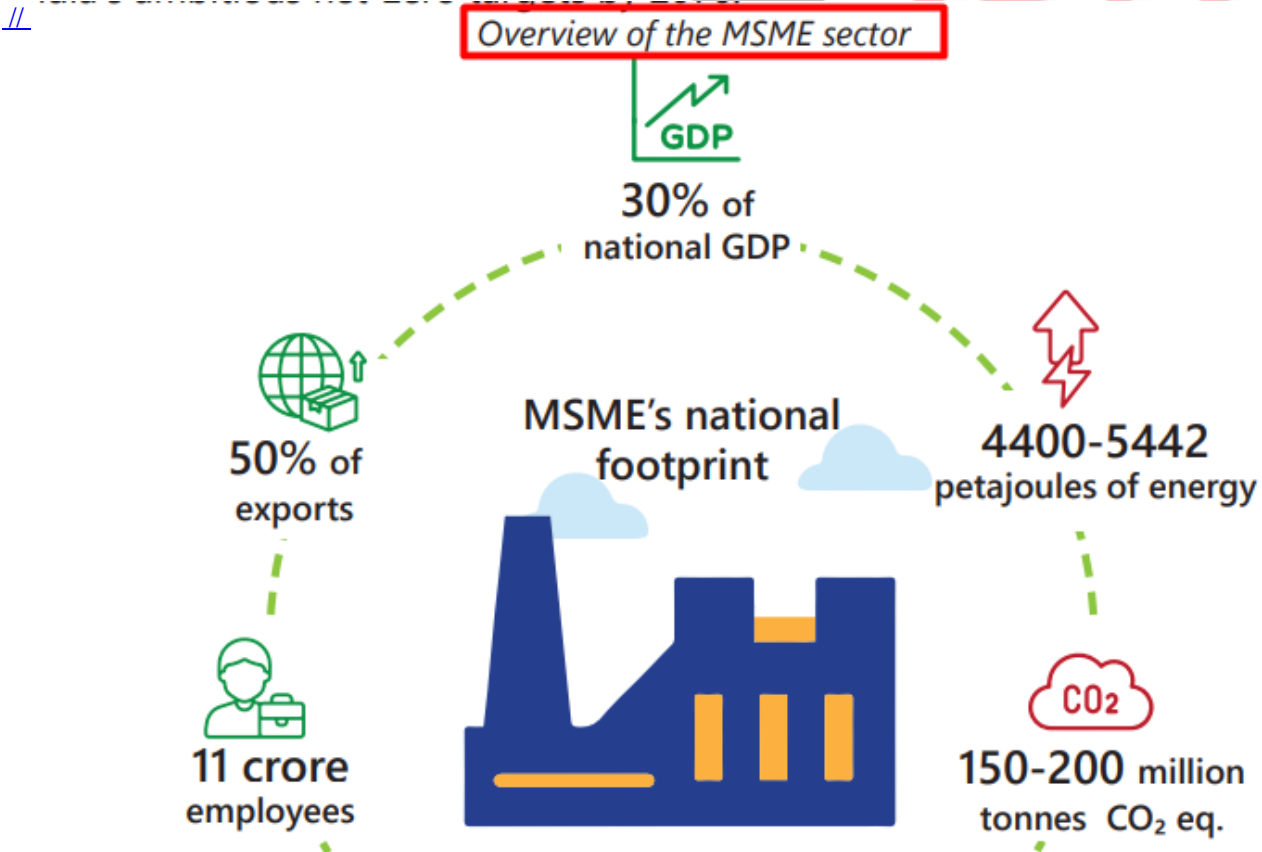 //
Overview of the MSME sector
GDP
30% of
national GDP
50% of
exports
MSME’s national
footprint
4400-5442
petajoules of energy
11 crore
employees
CO₂
150-200 million
tonnes CO₂ eq.